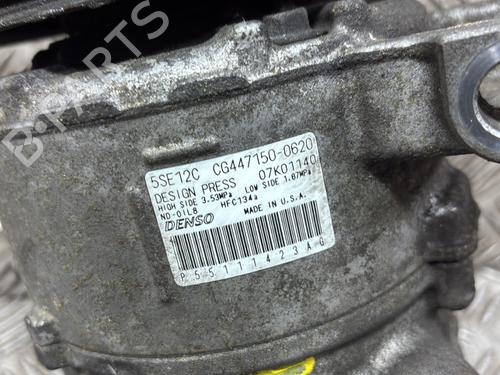 B-PARTS
5SE12C CG447150-0620
DESIGN PRESS 07K01140
HIGH SIDE 3.53MPa LOW SIDE 1.67MPa
ND-OIL8 HFC134a
DENSO MADE IN U.S.A.
P55111423AG